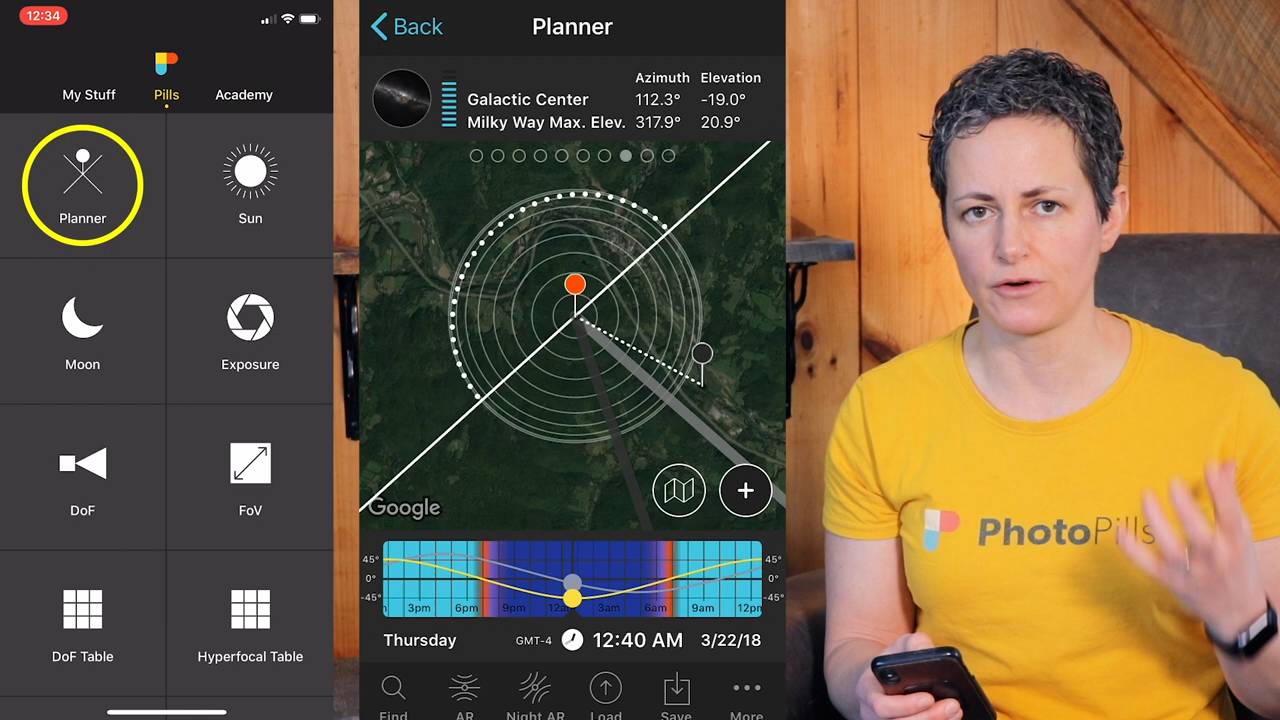 12:34
My Stuff Pills Academy
Planner Sun
Moon Exposure
DoF FoV
DoF Table Hyperfocal Table
Back Planner
Azimuth Elevation
Galactic Center 112.3° -19.0°
Milky Way Max. Elev. 317.9° 20.9°
Google
45° 45°
0° 0°
-45° -45°
3pm 6pm 9pm 12am 3am 6am 9am 12pm
Thursday GMT-4 12:40 AM 3/22/18
Find AR Night AR Load Save More
PhotoPills